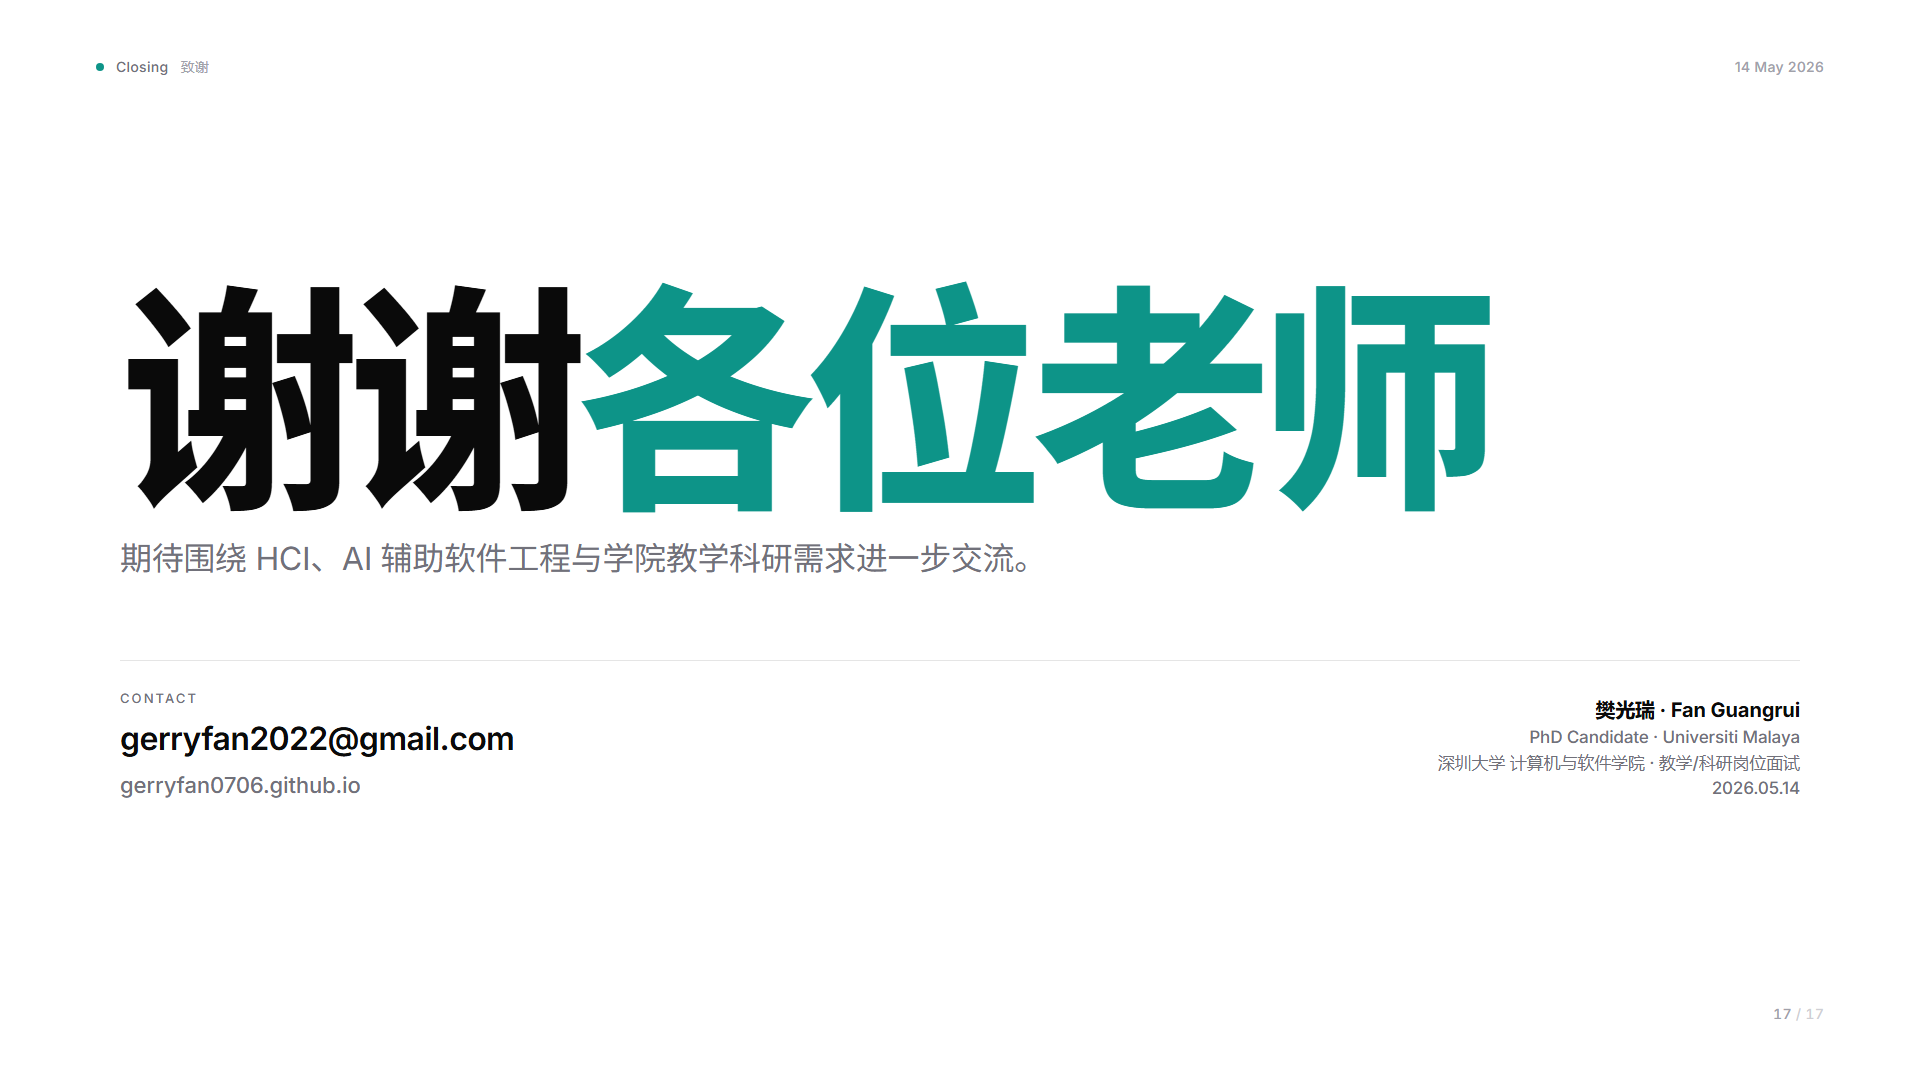 Closing 致谢
14 May 2026
谢谢各位老师
期待围绕 HCI、AI 辅助软件工程与学院教学科研需求进一步交流。
CONTACT
gerryfan2022@gmail.com
gerryfan0706.github.io
樊光瑞 · Fan Guangrui
PhD Candidate · Universiti Malaya
深圳大学 计算机与软件学院 · 教学/科研岗位面试
2026.05.14
17 / 17